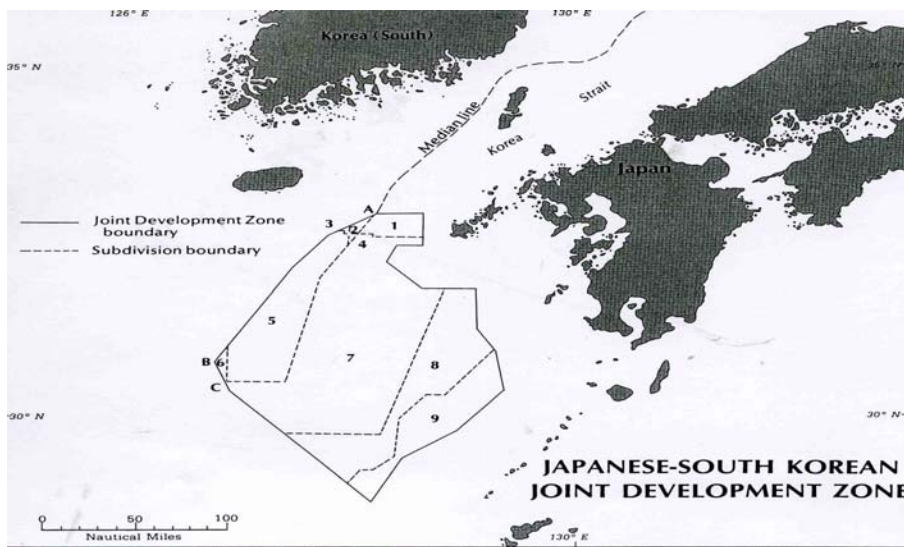 126° E
130° E
Korea (South)
35° N
35° N
Strait
Median line
Korea
Japan
A
Joint Development Zone
boundary
Subdivision boundary
3
2
1
4
5
7
8
B
6
C
9
30° N
30° N
JAPANESE-SOUTH KOREAN
JOINT DEVELOPMENT ZONE
0
50
100
Nautical Miles
130° E